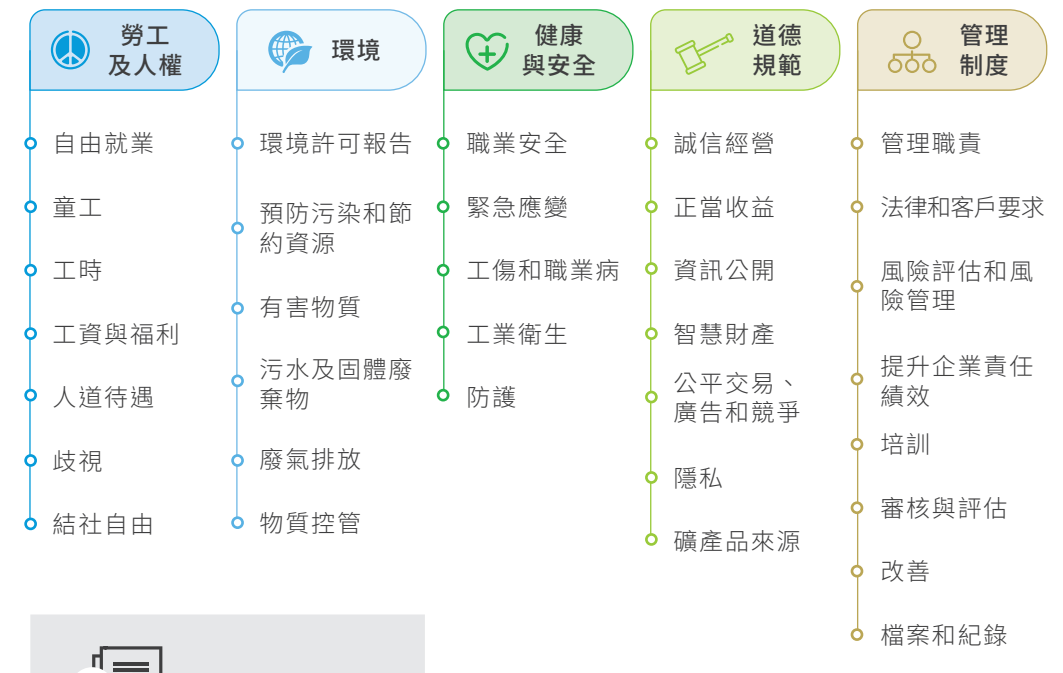 勞工
及人權
自由就業
童工
工時
工資與福利
人道待遇
歧視
結社自由
環境
環境許可報告
預防污染和節
約資源
有害物質
污水及固體廢
棄物
廢氣排放
物質控管
健康
與安全
職業安全
緊急應變
工傷和職業病
工業衛生
防護
道德
規範
誠信經營
正當收益
資訊公開
智慧財產
公平交易、
廣告和競爭
隱私
礦產品來源
管理
制度
管理職責
法律和客戶要求
風險評估和風
險管理
提升企業責任
績效
培訓
審核與評估
改善
檔案和紀錄